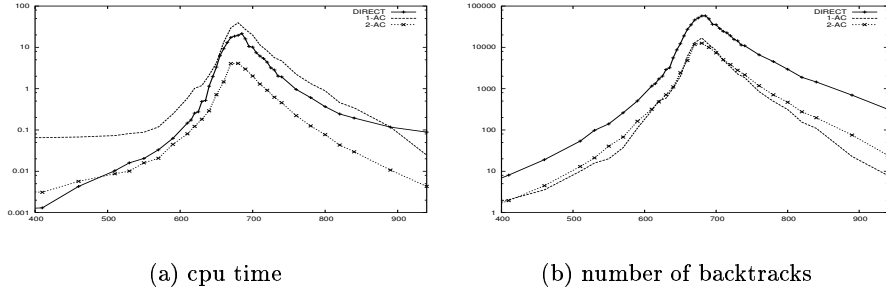 100
10
1
0.1
0.01
0.001
400 500 600 700 800 900
DIRECT
1-AC
2-AC
100000
10000
1000
100
10
1
400 500 600 700 800 900
DIRECT
1-AC
2-AC
(a) cpu time
(b) number of backtracks